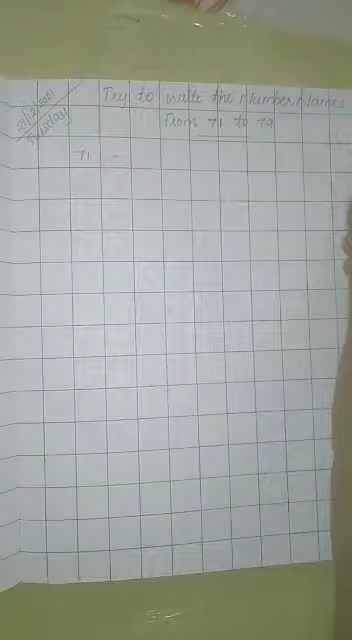 Try to write the Number Names
From 71 to 79
Tuesday
71 -